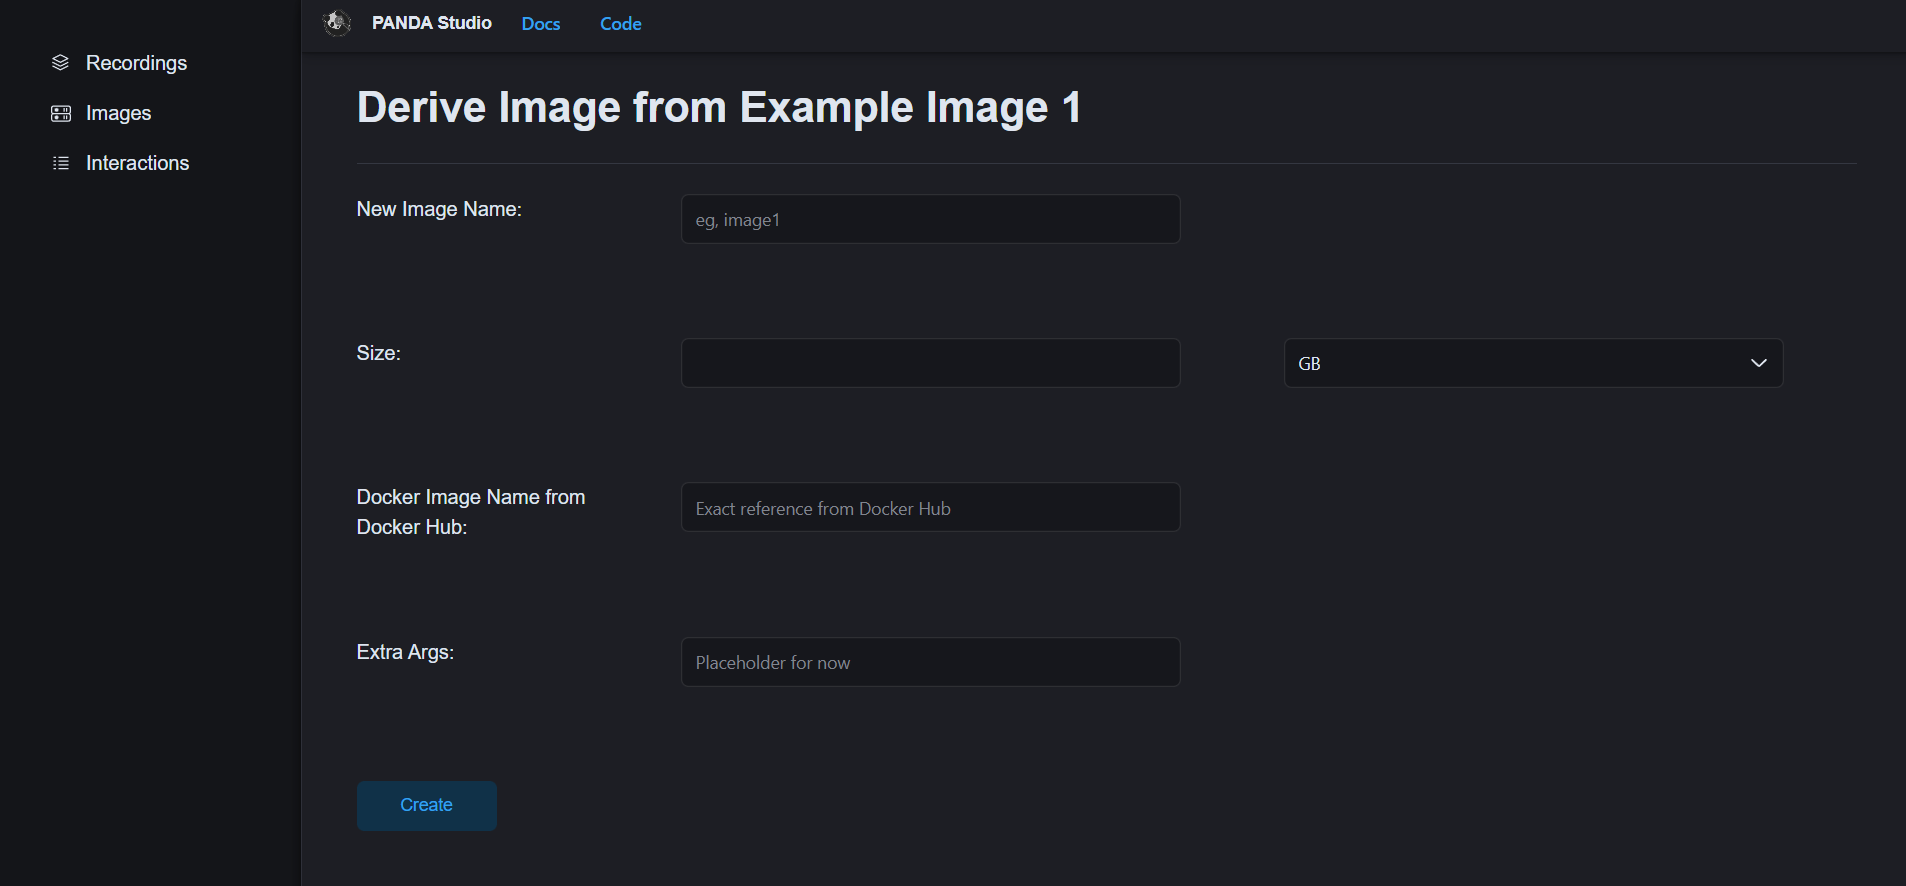 PANDA Studio Docs Code
Recordings
Images
Interactions
Derive Image from Example Image 1
New Image Name:
eg, image1
Size:
GB
Docker Image Name from
Docker Hub:
Exact reference from Docker Hub
Extra Args:
Placeholder for now
Create